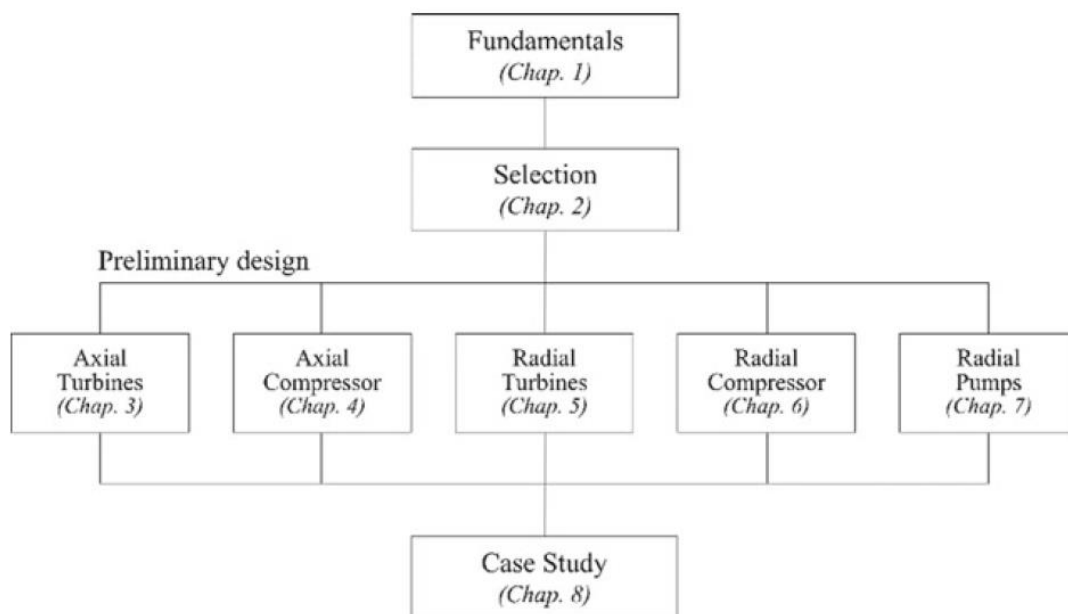 Fundamentals
(Chap. 1)
Selection
(Chap. 2)
Preliminary design
Axial
Turbines
(Chap. 3)
Axial
Compressor
(Chap. 4)
Radial
Turbines
(Chap. 5)
Radial
Compressor
(Chap. 6)
Radial
Pumps
(Chap. 7)
Case Study
(Chap. 8)